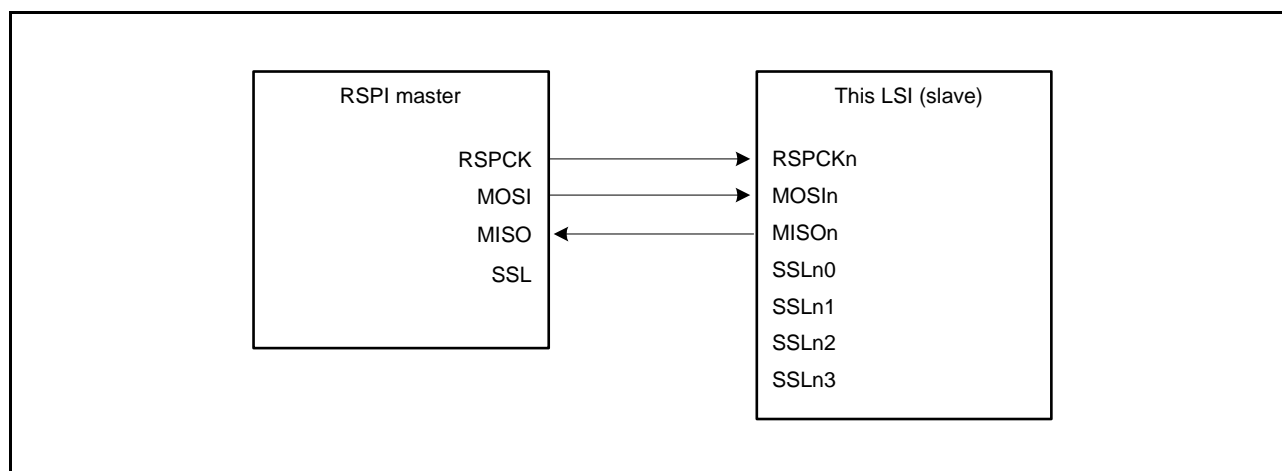 RSPI master
RSPCK
MOSI
MISO
SSL
This LSI (slave)
RSPCKn
MOSIn
MISOn
SSLn0
SSLn1
SSLn2
SSLn3